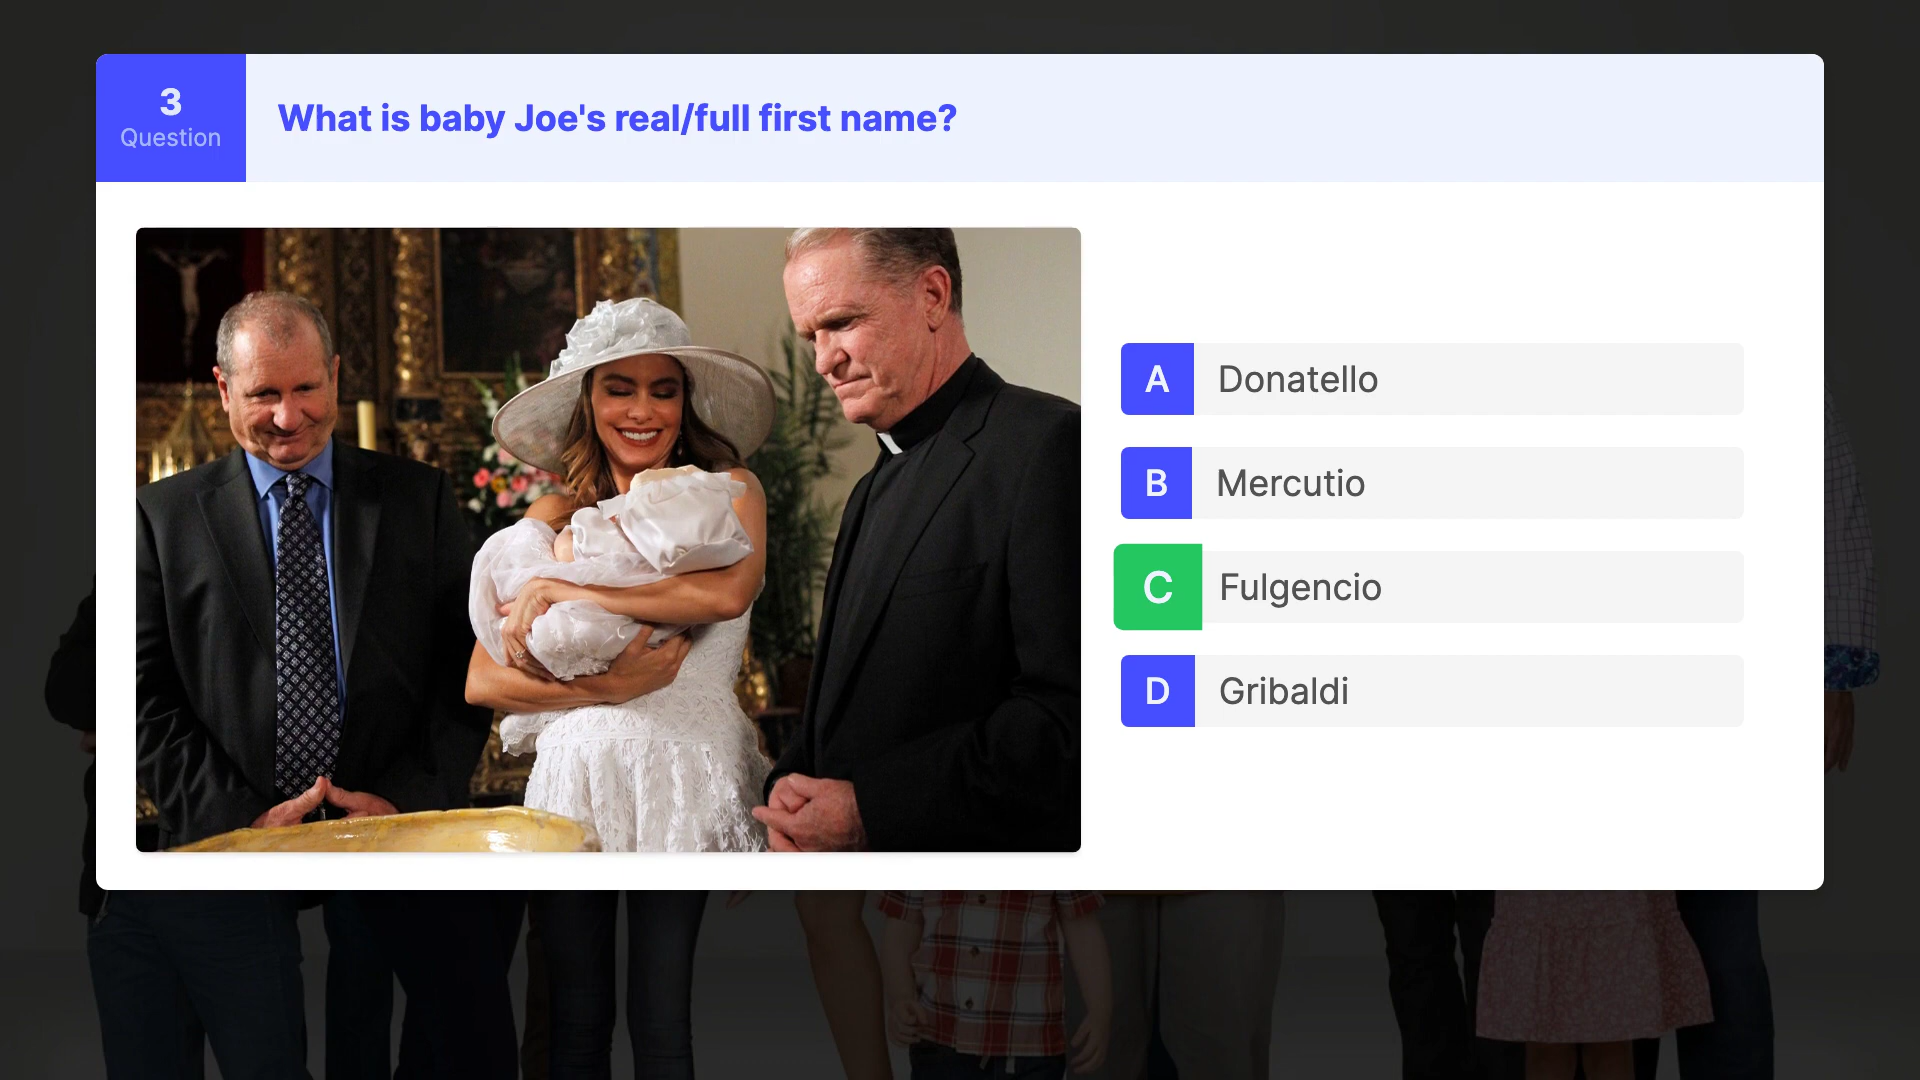 3
Question
What is baby Joe's real/full first name?
A
Donatello
B
Mercutio
C
Fulgencio
D
Gribaldi